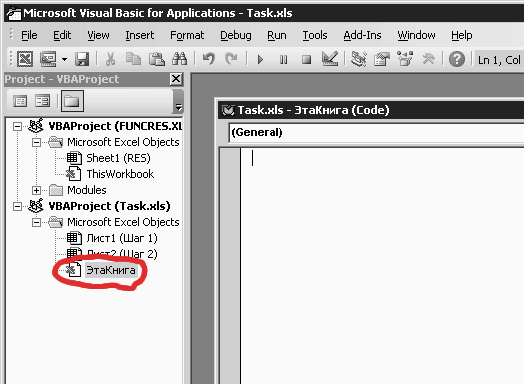 Microsoft Visual Basic for Applications - Task.xls
File Edit View Insert Format Debug Run Tools Add-Ins Window Help
Ln 1, Col
Project - VBAProject
Task.xls - ЭтаКнига (Code)
(General)
VBAProject (FUNCRES.XL
Microsoft Excel Objects
Sheet1 (RES)
ThisWorkbook
Modules
VBAProject (Task.xls)
Microsoft Excel Objects
Лист1 (Шаг 1)
Лист2 (Шаг 2)
ЭтаКнига